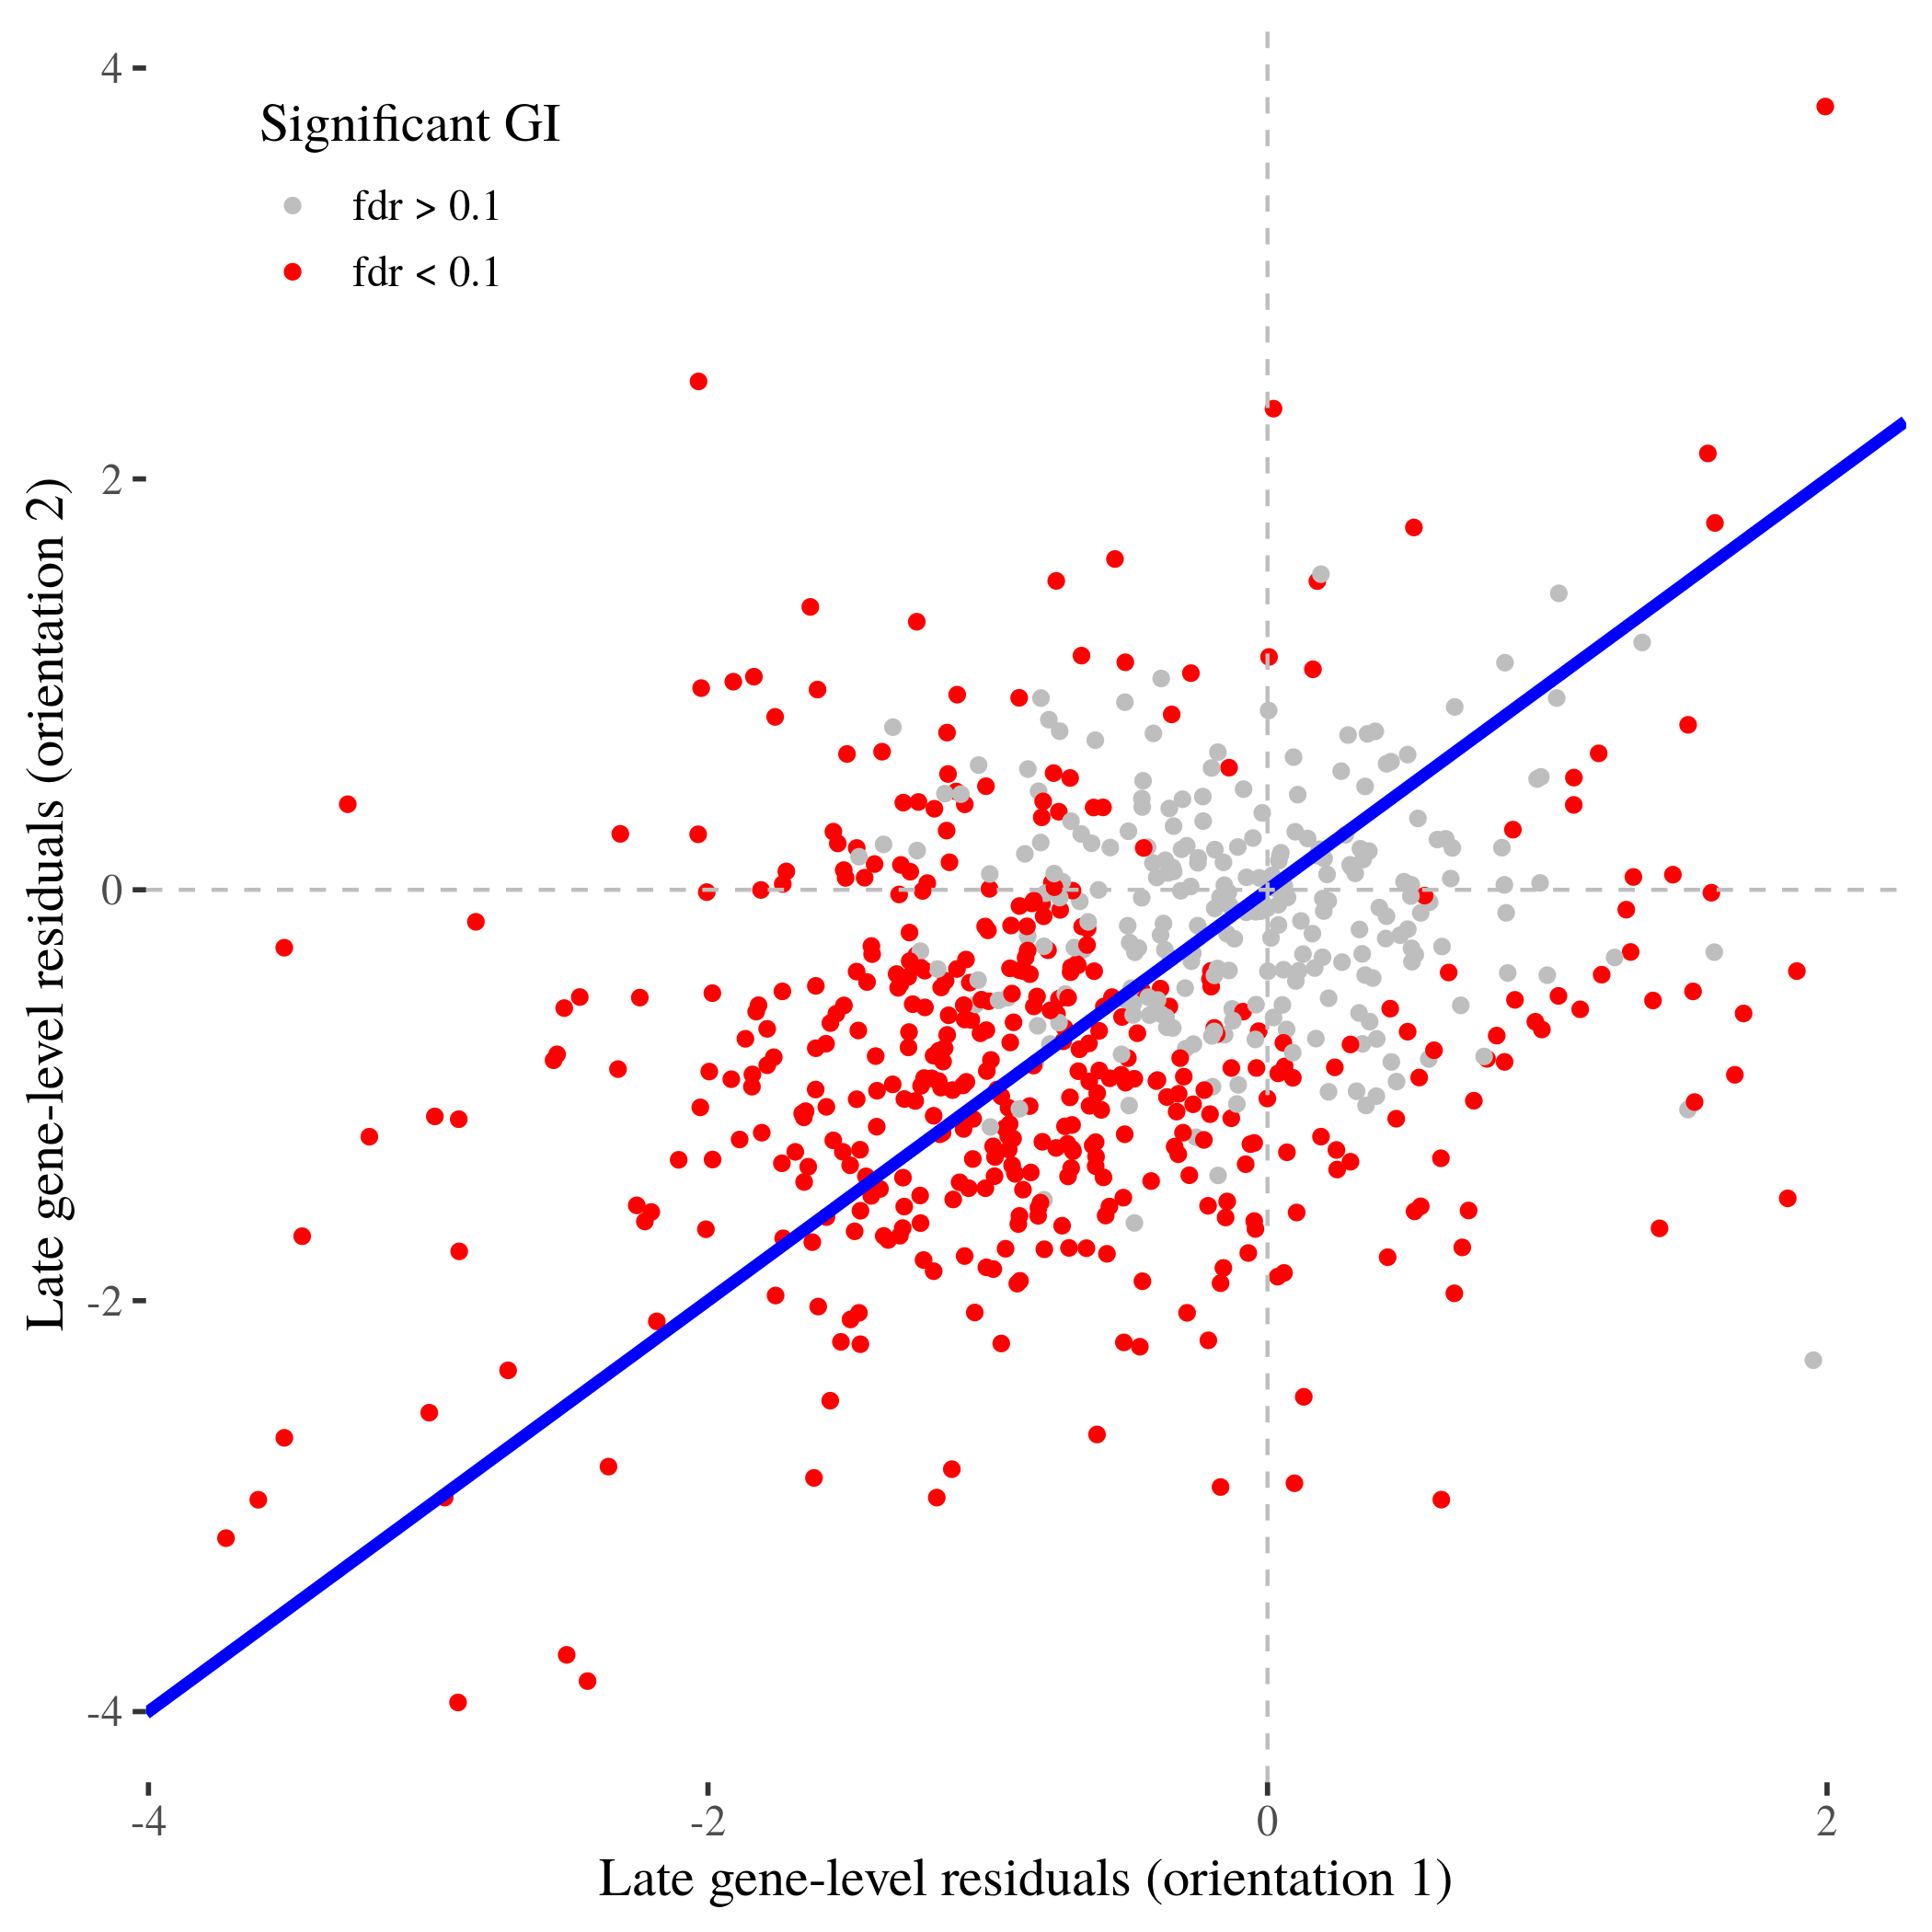 Significant GI
fdr > 0.1
fdr < 0.1
4
2
0
-2
-4
Late gene-level residuals (orientation 2)
-4
-2
0
2
Late gene-level residuals (orientation 1)